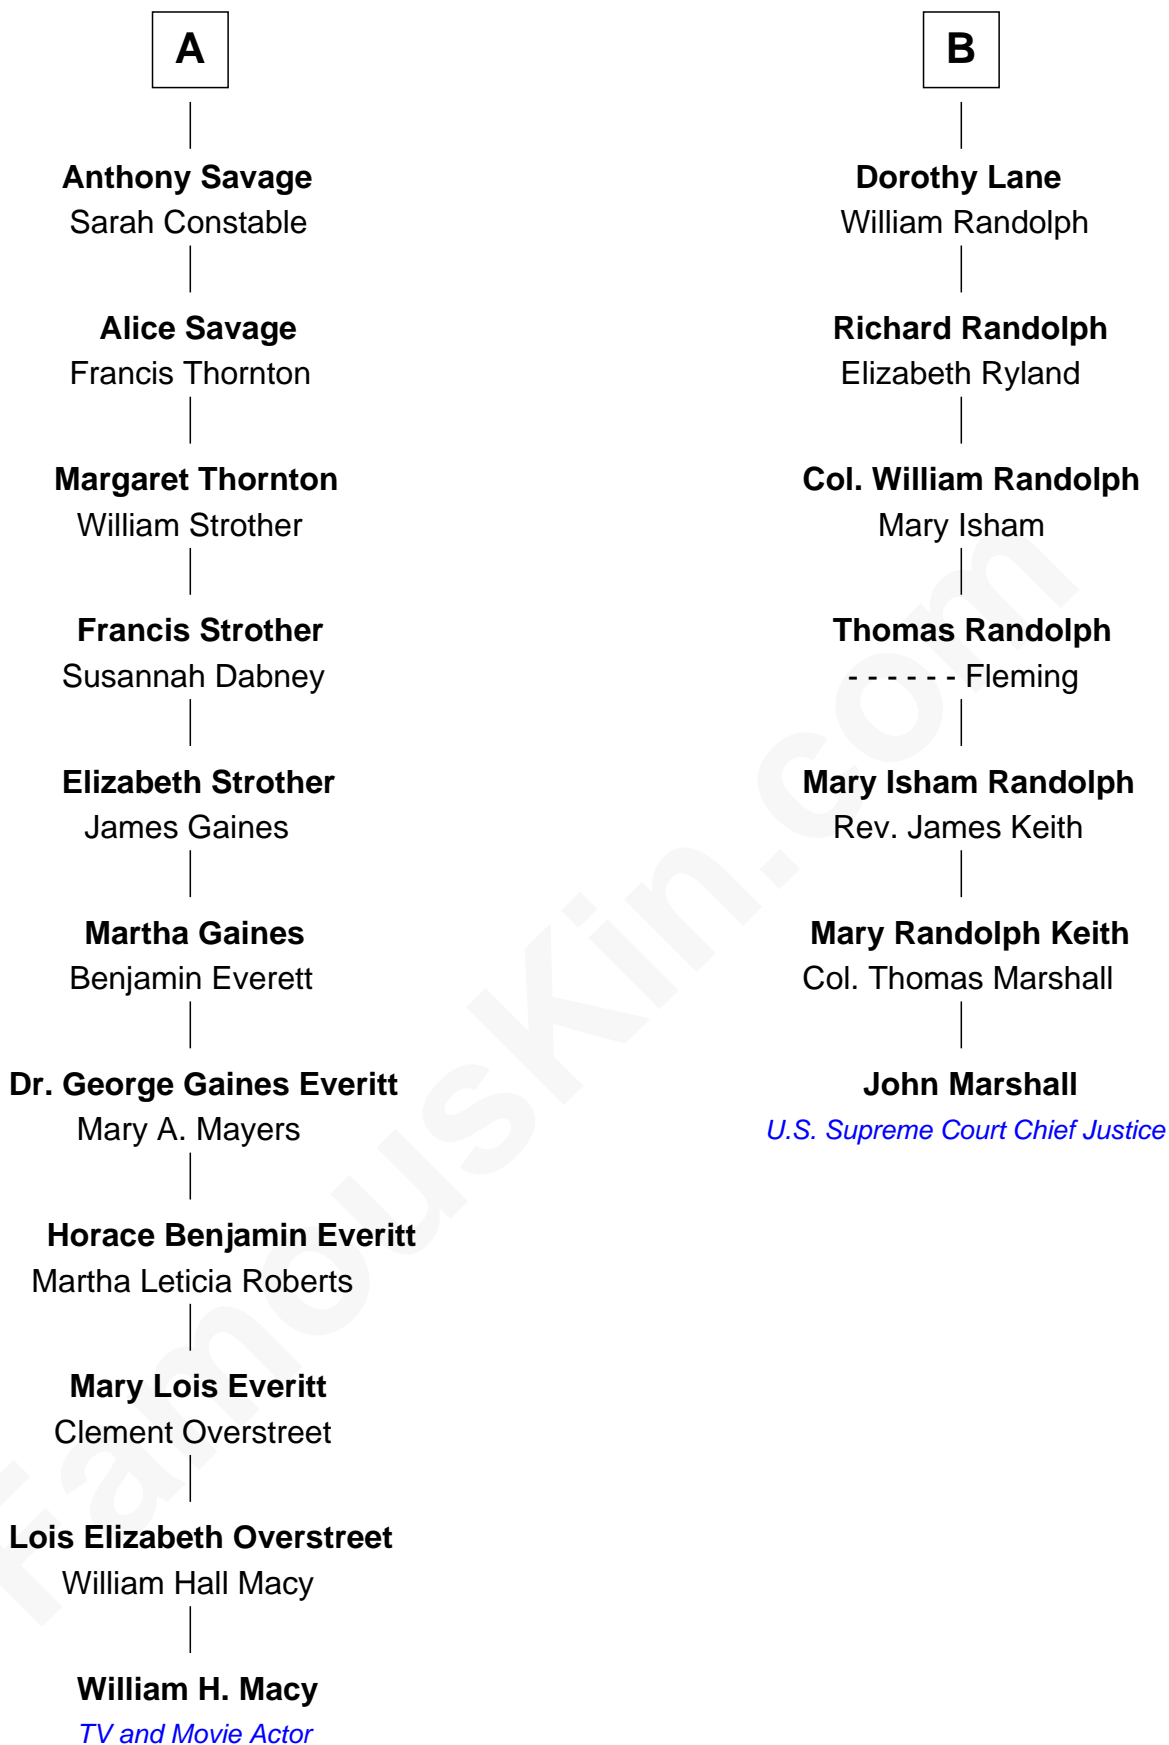 A
Anthony Savage
Sarah Constable
Alice Savage
Francis Thornton
Margaret Thornton
William Strother
Francis Strother
Susannah Dabney
Elizabeth Strother
James Gaines
Martha Gaines
Benjamin Everett
Dr. George Gaines Everitt
Mary A. Mayers
Horace Benjamin Everitt
Martha Leticia Roberts
Mary Lois Everitt
Clement Overstreet
Lois Elizabeth Overstreet
William Hall Macy
William H. Macy
TV and Movie Actor
B
Dorothy Lane
William Randolph
Richard Randolph
Elizabeth Ryland
Col. William Randolph
Mary Isham
Thomas Randolph
- - - - - - Fleming
Mary Isham Randolph
Rev. James Keith
Mary Randolph Keith
Col. Thomas Marshall
John Marshall
U.S. Supreme Court Chief Justice
FamousKin.com